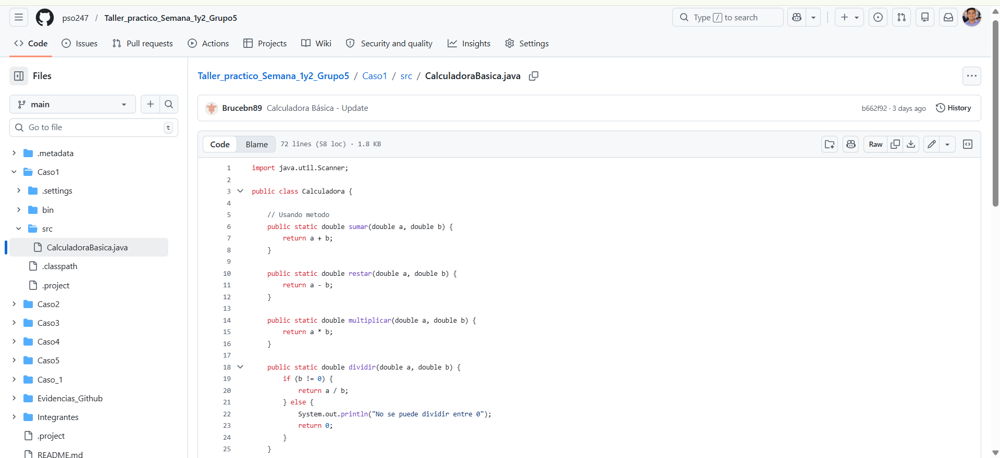 pso247 / Taller_practico_Semana_1y2_Grupo5
Type / to search
Code Issues Pull requests Actions Projects Wiki Security and quality Insights Settings
Files
main
Go to file t
.metadata
Caso1
.settings
bin
src
CalculadoraBasica.java
.classpath
.project
Caso2
Caso3
Caso4
Caso5
Caso_1
Evidencias_Github
Integrantes
.project
README.md
Taller_practico_Semana_1y2_Grupo5 / Caso1 / src / CalculadoraBasica.java
Brucebn89 Calculadora Básica - Update
b662f92 · 3 days ago History
Code Blame 72 lines (58 loc) · 1.8 KB
Raw
1 import java.util.Scanner;
2
3 public class Calculadora {
4
5 // Usando metodo
6 public static double sumar(double a, double b) {
7 return a + b;
8 }
9
10 public static double restar(double a, double b) {
11 return a - b;
12 }
13
14 public static double multiplicar(double a, double b) {
15 return a * b;
16 }
17
18 public static double dividir(double a, double b) {
19 if (b != 0) {
20 return a / b;
21 } else {
22 System.out.println("No se puede dividir entre 0");
23 return 0;
24 }
25 }